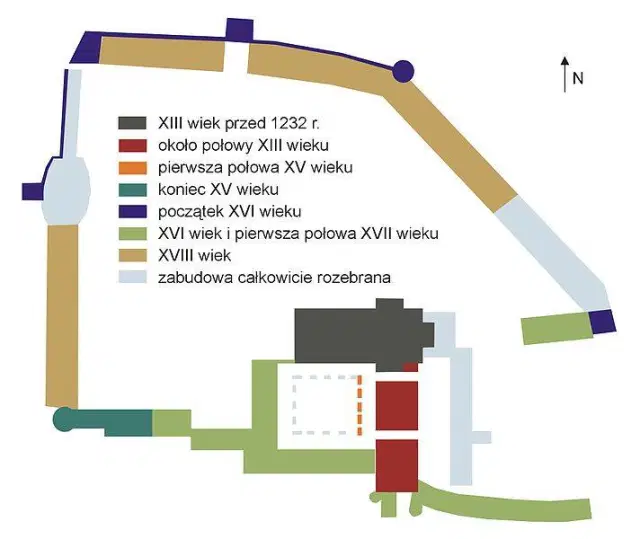 N
XIII wiek przed 1232 r.
około połowy XIII wieku
pierwsza połowa XV wieku
koniec XV wieku
początek XVI wieku
XVI wiek i pierwsza połowa XVII wieku
XVIII wiek
zabudowa całkowicie rozebrana